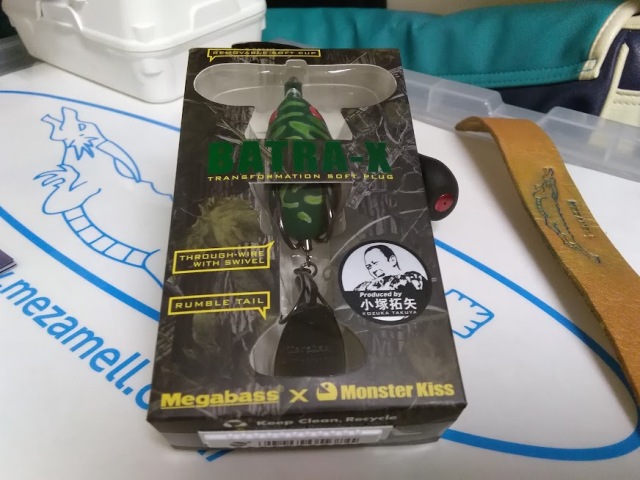 REMOVABLE SOFT CUP
BATRA-X
TRANSFORMATION SOFT PLUG
THROUGH-WIRE
WITH SWIVEL
RUMBLE TAIL
Produced by
小塚拓矢
KOZUKA TAKUYA
Megabass X Monster Kiss
Keep Clean, Recycle
.mezamell.c